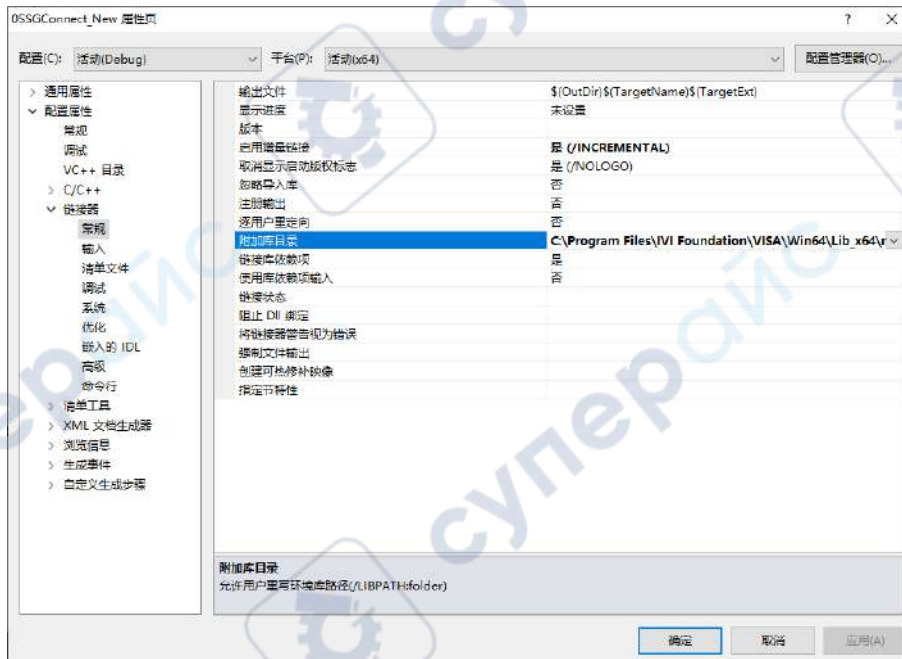 0SSGConnect_New 属性页
?
配置(C): 活动(Debug) 平台(P): 活动(x64) 配置管理器(O)...
通用属性
配置属性
常规
调试
VC++ 目录
C/C++
链接器
常规
输入
清单文件
调试
系统
优化
嵌入的 IDL
高级
命令行
清单工具
XML 文档生成器
浏览信息
生成事件
自定义生成步骤
输出文件 $(OutDir)$(TargetName)$(TargetExt)
显示进度 未设置
版本
启用增量链接 是 (/INCREMENTAL)
取消显示启动版权标志 是 (/NOLOGO)
忽略导入库 否
注册输出 否
逐用户重定向 否
附加库目录 C:\Program Files\IVI Foundation\VISA\Win64\Lib_x64\r
链接库依赖项 是
使用库依赖项输入 否
链接状态
阻止 Dll 绑定
将链接器警告视为错误
强制文件输出
创建可热修补映像
指定节特性
附加库目录
允许用户重写环境库路径(/LIBPATH:folder)
确定 取消 应用(A)
суперайс